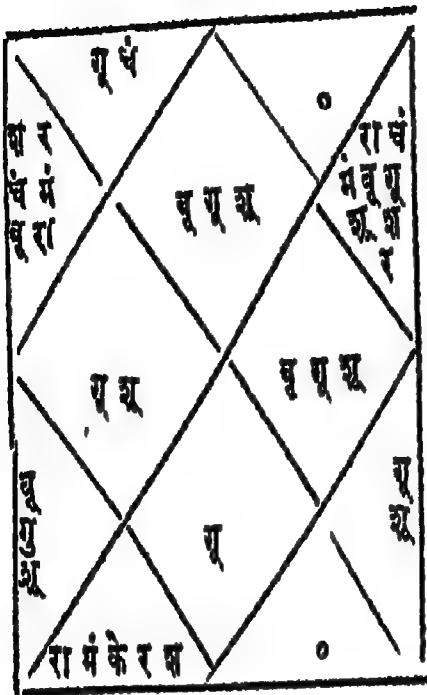 गू चं
०
श र
चं मं
बू रा
बू गू शू
रा चं
मं बू गू
शू श
र
गू शू
बू गू शू
बू
गु
शू
गू
शू
गू
रा मं के र श
०